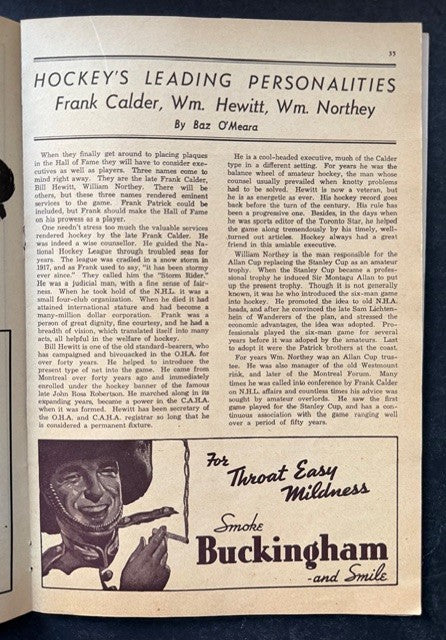 35
HOCKEY'S LEADING PERSONALITIES
Frank Calder, Wm. Hewitt, Wm. Northey
By Baz O'Meara
When they finally get around to placing plaques
in the Hall of Fame they will have to consider exe-
cutives as well as players. Three names come to
mind right away. They are the late Frank Calder,
Bill Hewitt, William Northey. There will be
others, but these three names rendered eminent
services to the game. Frank Patrick could be
included, but Frank should make the Hall of Fame
on his prowess as a player.
One needn't stress too much the valuable services
rendered hockey by the late Frank Calder. He
was indeed a wise counsellor. He guided the Na-
tional Hockey League through troubled seas for
years. The league was cradled in a snow storm in
1917, and as Frank used to say, "it has been stormy
ever since." They called him the "Storm Rider."
He was a judicial man, with a fine sense of fair-
ness. When he took hold of the N.H.L. it was a
small four-club organization. When he died it had
attained international stature and had become a
many-million dollar corporation. Frank was a
person of great dignity, fine courtesy, and he had a
breadth of vision, which translated itself into many
acts, all helpful in the welfare of hockey.
Bill Hewitt is one of the old standard-bearers, who
has campaigned and bivouacked in the O.H.A. for
over forty years. He helped to introduce the
present type of net into the game. He came from
Montreal over forty years ago and immediately
enrolled under the hockey banner of the famous
late John Ross Robertson. He marched along in its
expanding years, became a power in the C.A.H.A.
when it was formed. Hewitt has been secretary of
the O.H.A. and C.A.H.A. registrar so long that he
is considered a permanent fixture.
He is a cool-headed executive, much of the Calder
type in a different setting. For years he was the
balance wheel of amateur hockey, the man whose
counsel usually prevailed when knotty problems
had to be solved. Hewitt is now a veteran, but
he is as energetic as ever. His hockey record goes
back before the turn of the century. His rule has
been a progressive one. Besides, in the days when
he was sports editor of the Toronto Star, he helped
the game along tremendously by his timely, well-
turned out articles. Hockey always had a great
friend in this amiable executive.
William Northey is the man responsible for the
Allan Cup replacing the Stanley Cup as an amateur
trophy. When the Stanley Cup became a profes-
sional trophy he induced Sir Montagu Allan to put
up the present trophy. Though it is not generally
known, it was he who introduced the six-man game
into hockey. He promoted the idea to old N.H.A.
heads, and after he convinced the late Sam Lichten-
hein of Wanderers of the plan, and stressed the
economic advantages, the idea was adopted. Pro-
fessionals played the six-man game for several
years before it was adopted by the amateurs. Last
to adopt it were the Patrick brothers at the coast.
For years Wm. Northey was an Allan Cup trus-
tee. He was also manager of the old Westmount
rink, and later of the Montreal Forum. Many
times he was called into conference by Frank Calder
on N.H.L. affairs and countless times his advice was
sought by amateur overlords. He saw the first
game played for the Stanley Cup, and has a con-
tinuous association with the game ranging well
over a period of fifty years.
For
Throat Easy
Mildness
Smoke
Buckingham
-and Smile